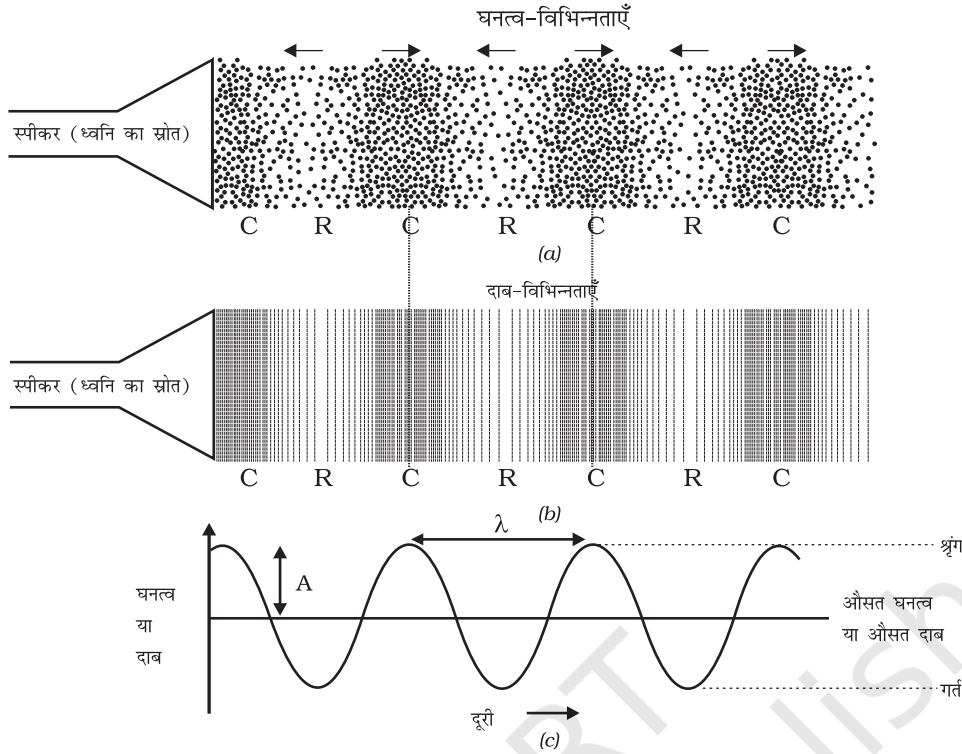 घनत्व-विभिन्नताएँ
स्पीकर (ध्वनि का स्रोत)
C R C R C R C
(a)
दाब-विभिन्नताएँ
स्पीकर (ध्वनि का स्रोत)
C R C R C R C
(b)
λ
श्रृंग
A
घनत्व
या
दाब
औसत घनत्व
या औसत दाब
गर्त
दूरी
(c)